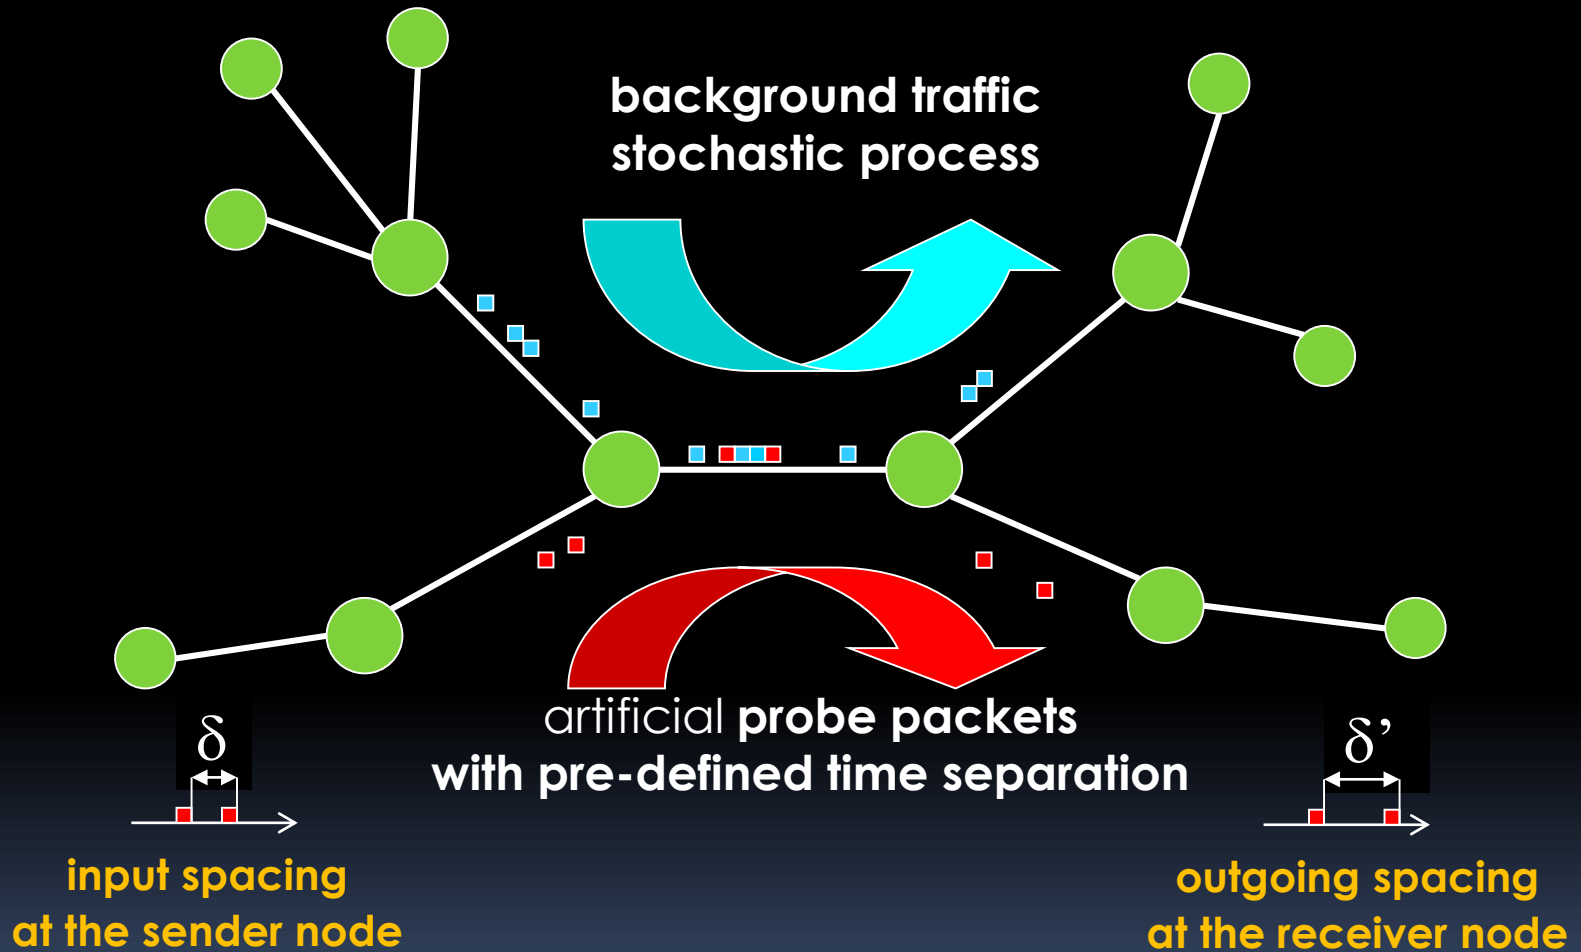 background traffic
stochastic process
artificial probe packets
with pre-defined time separation
δ
δ’
input spacing
at the sender node
outgoing spacing
at the receiver node